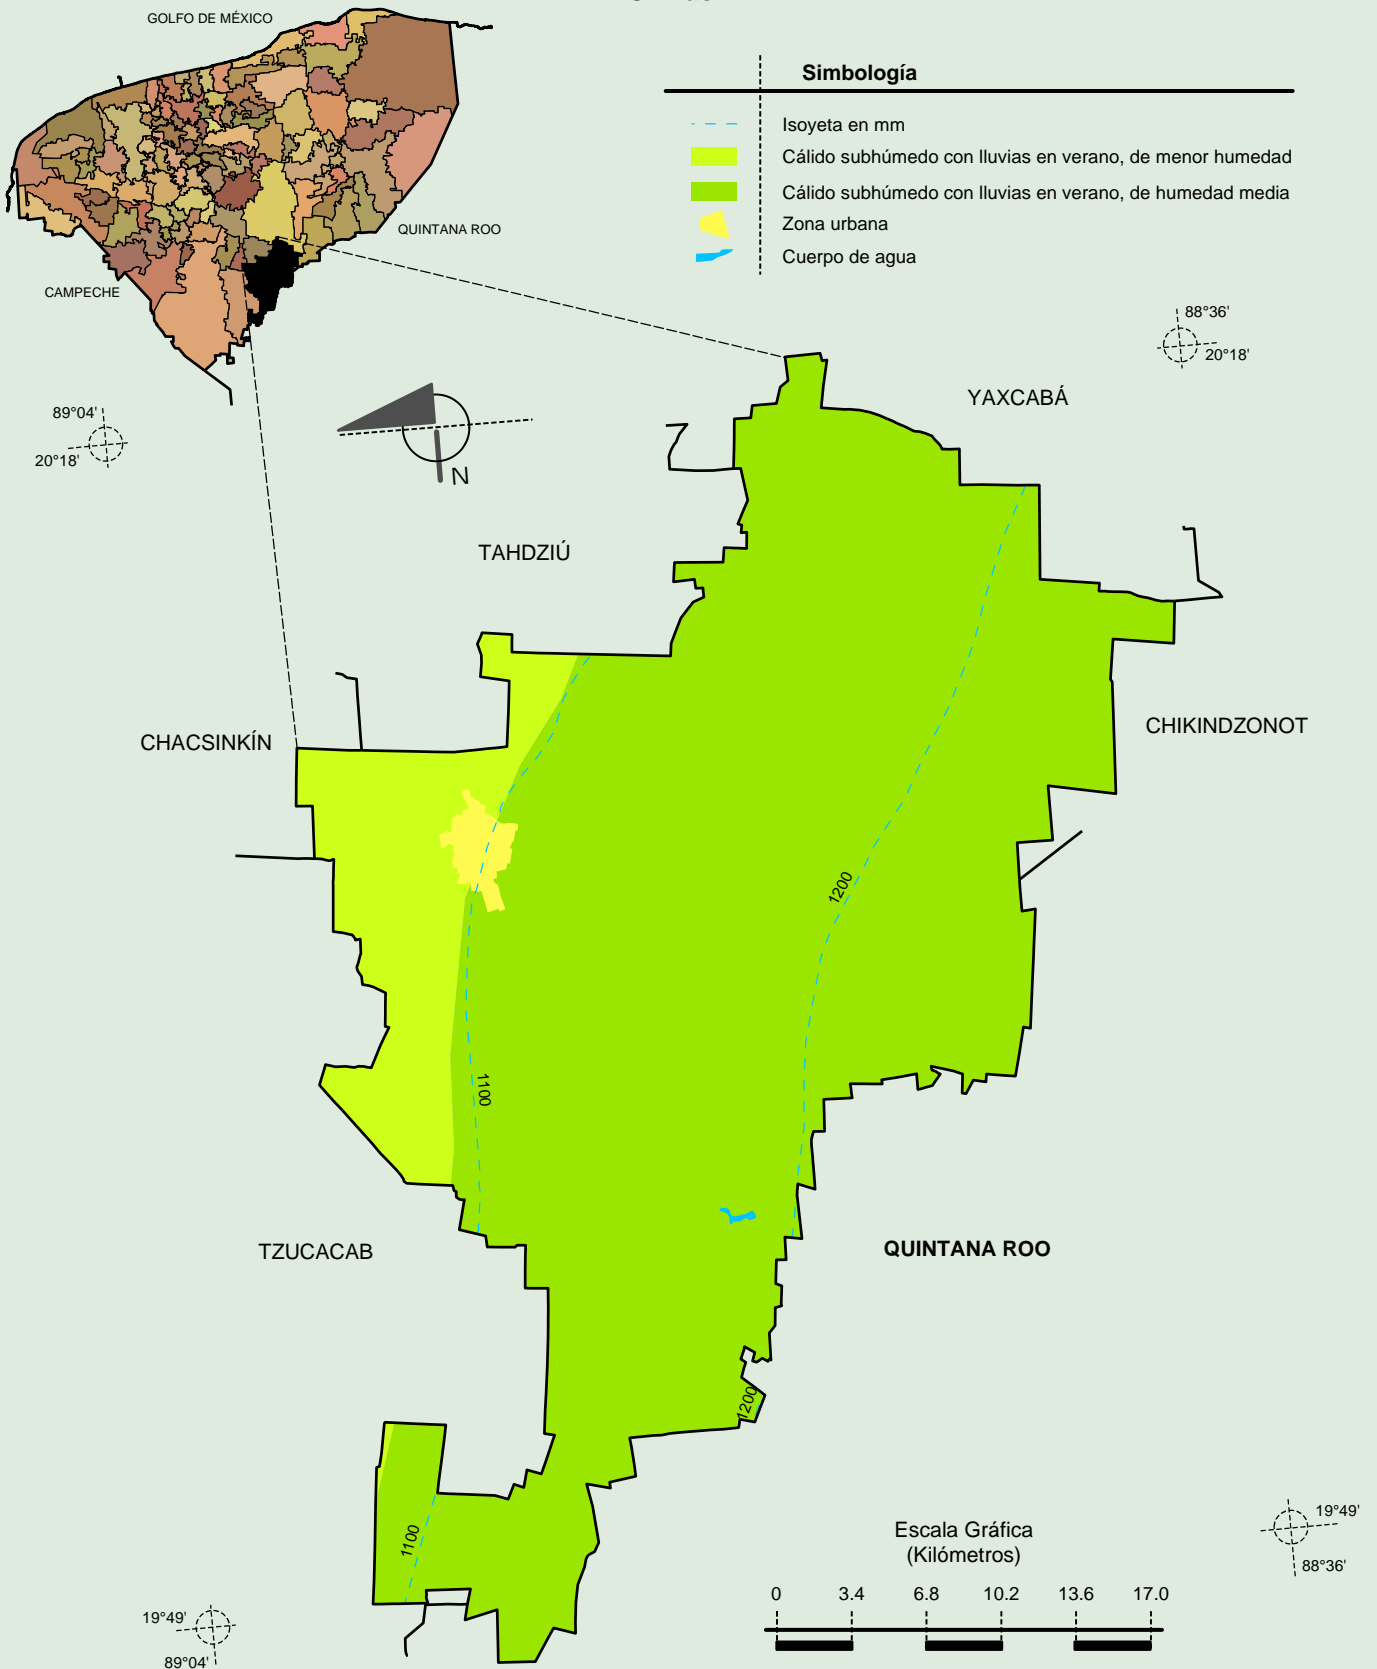 GOLFO DE MÉXICO
QUINTANA ROO
CAMPECHE
Simbología
Isoyeta en mm
Cálido subhúmedo con lluvias en verano, de menor humedad
Cálido subhúmedo con lluvias en verano, de humedad media
Zona urbana
Cuerpo de agua
88°36'
20°18'
89°04'
20°18'
N
YAXCABÁ
TAHDZIÚ
CHACSINKÍN
CHIKINDZONOT
1200
1100
TZUCACAB
QUINTANA ROO
1200
1100
Escala Gráfica
(Kilómetros)
0 3.4 6.8 10.2 13.6 17.0
19°49'
88°36'
19°49'
89°04'